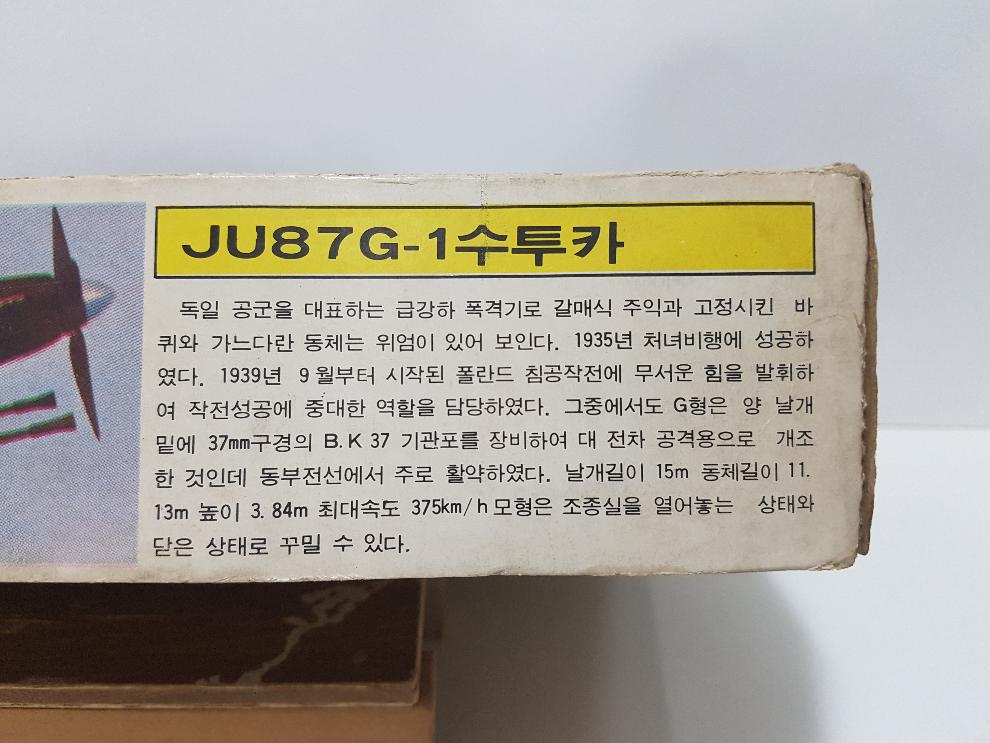 JU87G-1수투카
독일 공군을 대표하는 급강하 폭격기로 갈매식 주익과 고정시킨 바
퀴와 가느다란 동체는 위엄이 있어 보인다. 1935년 처녀비행에 성공하
였다. 1939년 9월부터 시작된 폴란드 침공작전에 무서운 힘을 발휘하
여 작전성공에 중대한 역할을 담당하였다. 그중에서도 G형은 양 날개
밑에 37mm구경의 B.K 37 기관포를 장비하여 대 전차 공격용으로 개조
한 것인데 동부전선에서 주로 활약하였다. 날개길이 15m 동체길이 11.
13m 높이 3.84m 최대속도 375km/h 모형은 조종실을 열어놓는 상태와
닫은 상태로 꾸밀 수 있다.